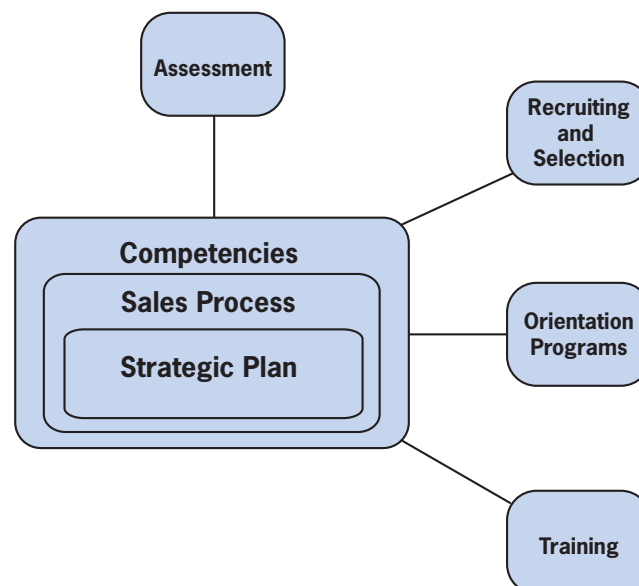 Assessment
Recruiting
and
Selection
Competencies
Sales Process
Strategic Plan
Orientation
Programs
Training